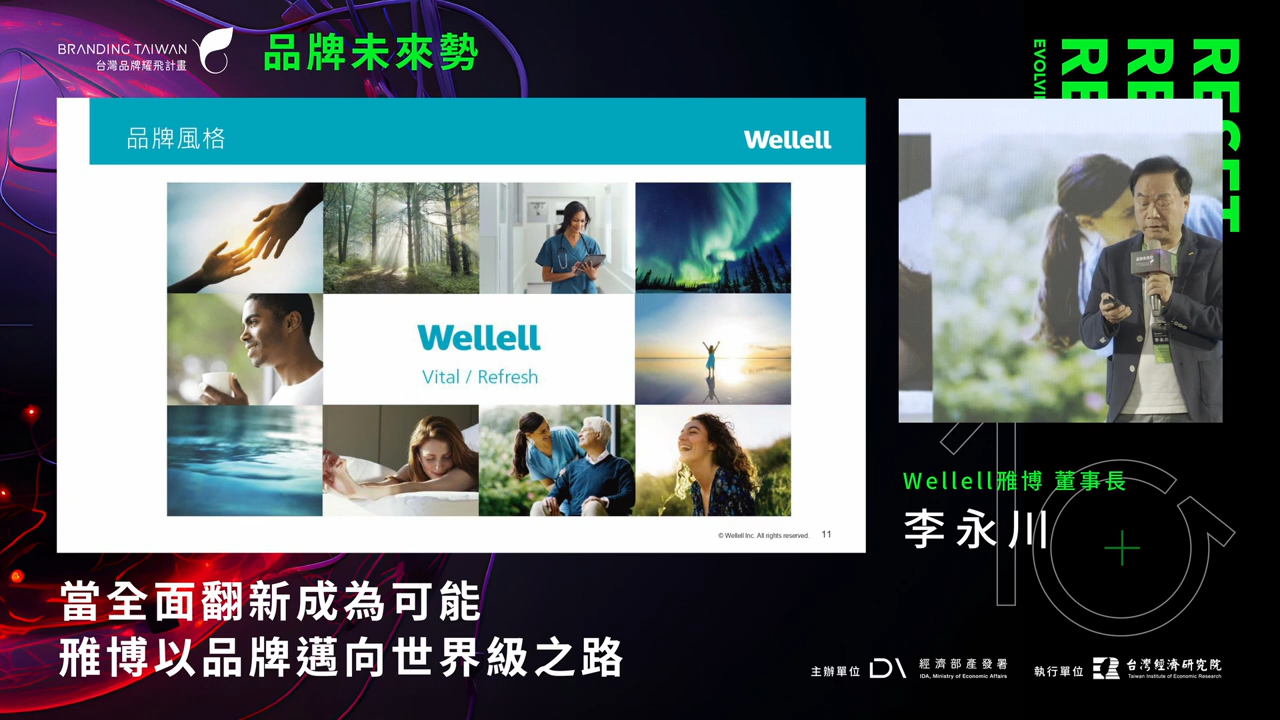 BRANDING TAIWAN
台灣品牌耀飛計畫
品牌未來勢
品牌風格
Wellell
Wellell
Vital / Refresh
© Wellell Inc. All rights reserved.
11
RESET
RE
RE
EVOLVI
Wellell雅博 董事長
李永川
當全面翻新成為可能
雅博以品牌邁向世界級之路
主辦單位
經濟部產發署
IDA, Ministry of Economic Affairs
執行單位
台灣經濟研究院
Taiwan Institute of Economic Research